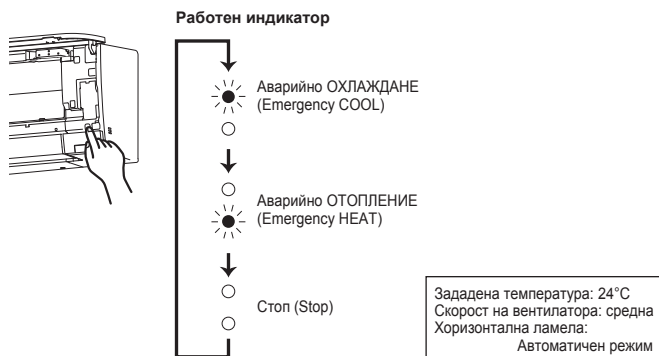 Работен индикатор
Аварийно ОХЛАЖДАНЕ
(Emergency COOL)
Аварийно ОТОПЛЕНИЕ
(Emergency HEAT)
Стоп (Stop)
Зададена температура: 24°C
Скорост на вентилатора: средна
Хоризонтална ламела:
Автоматичен режим